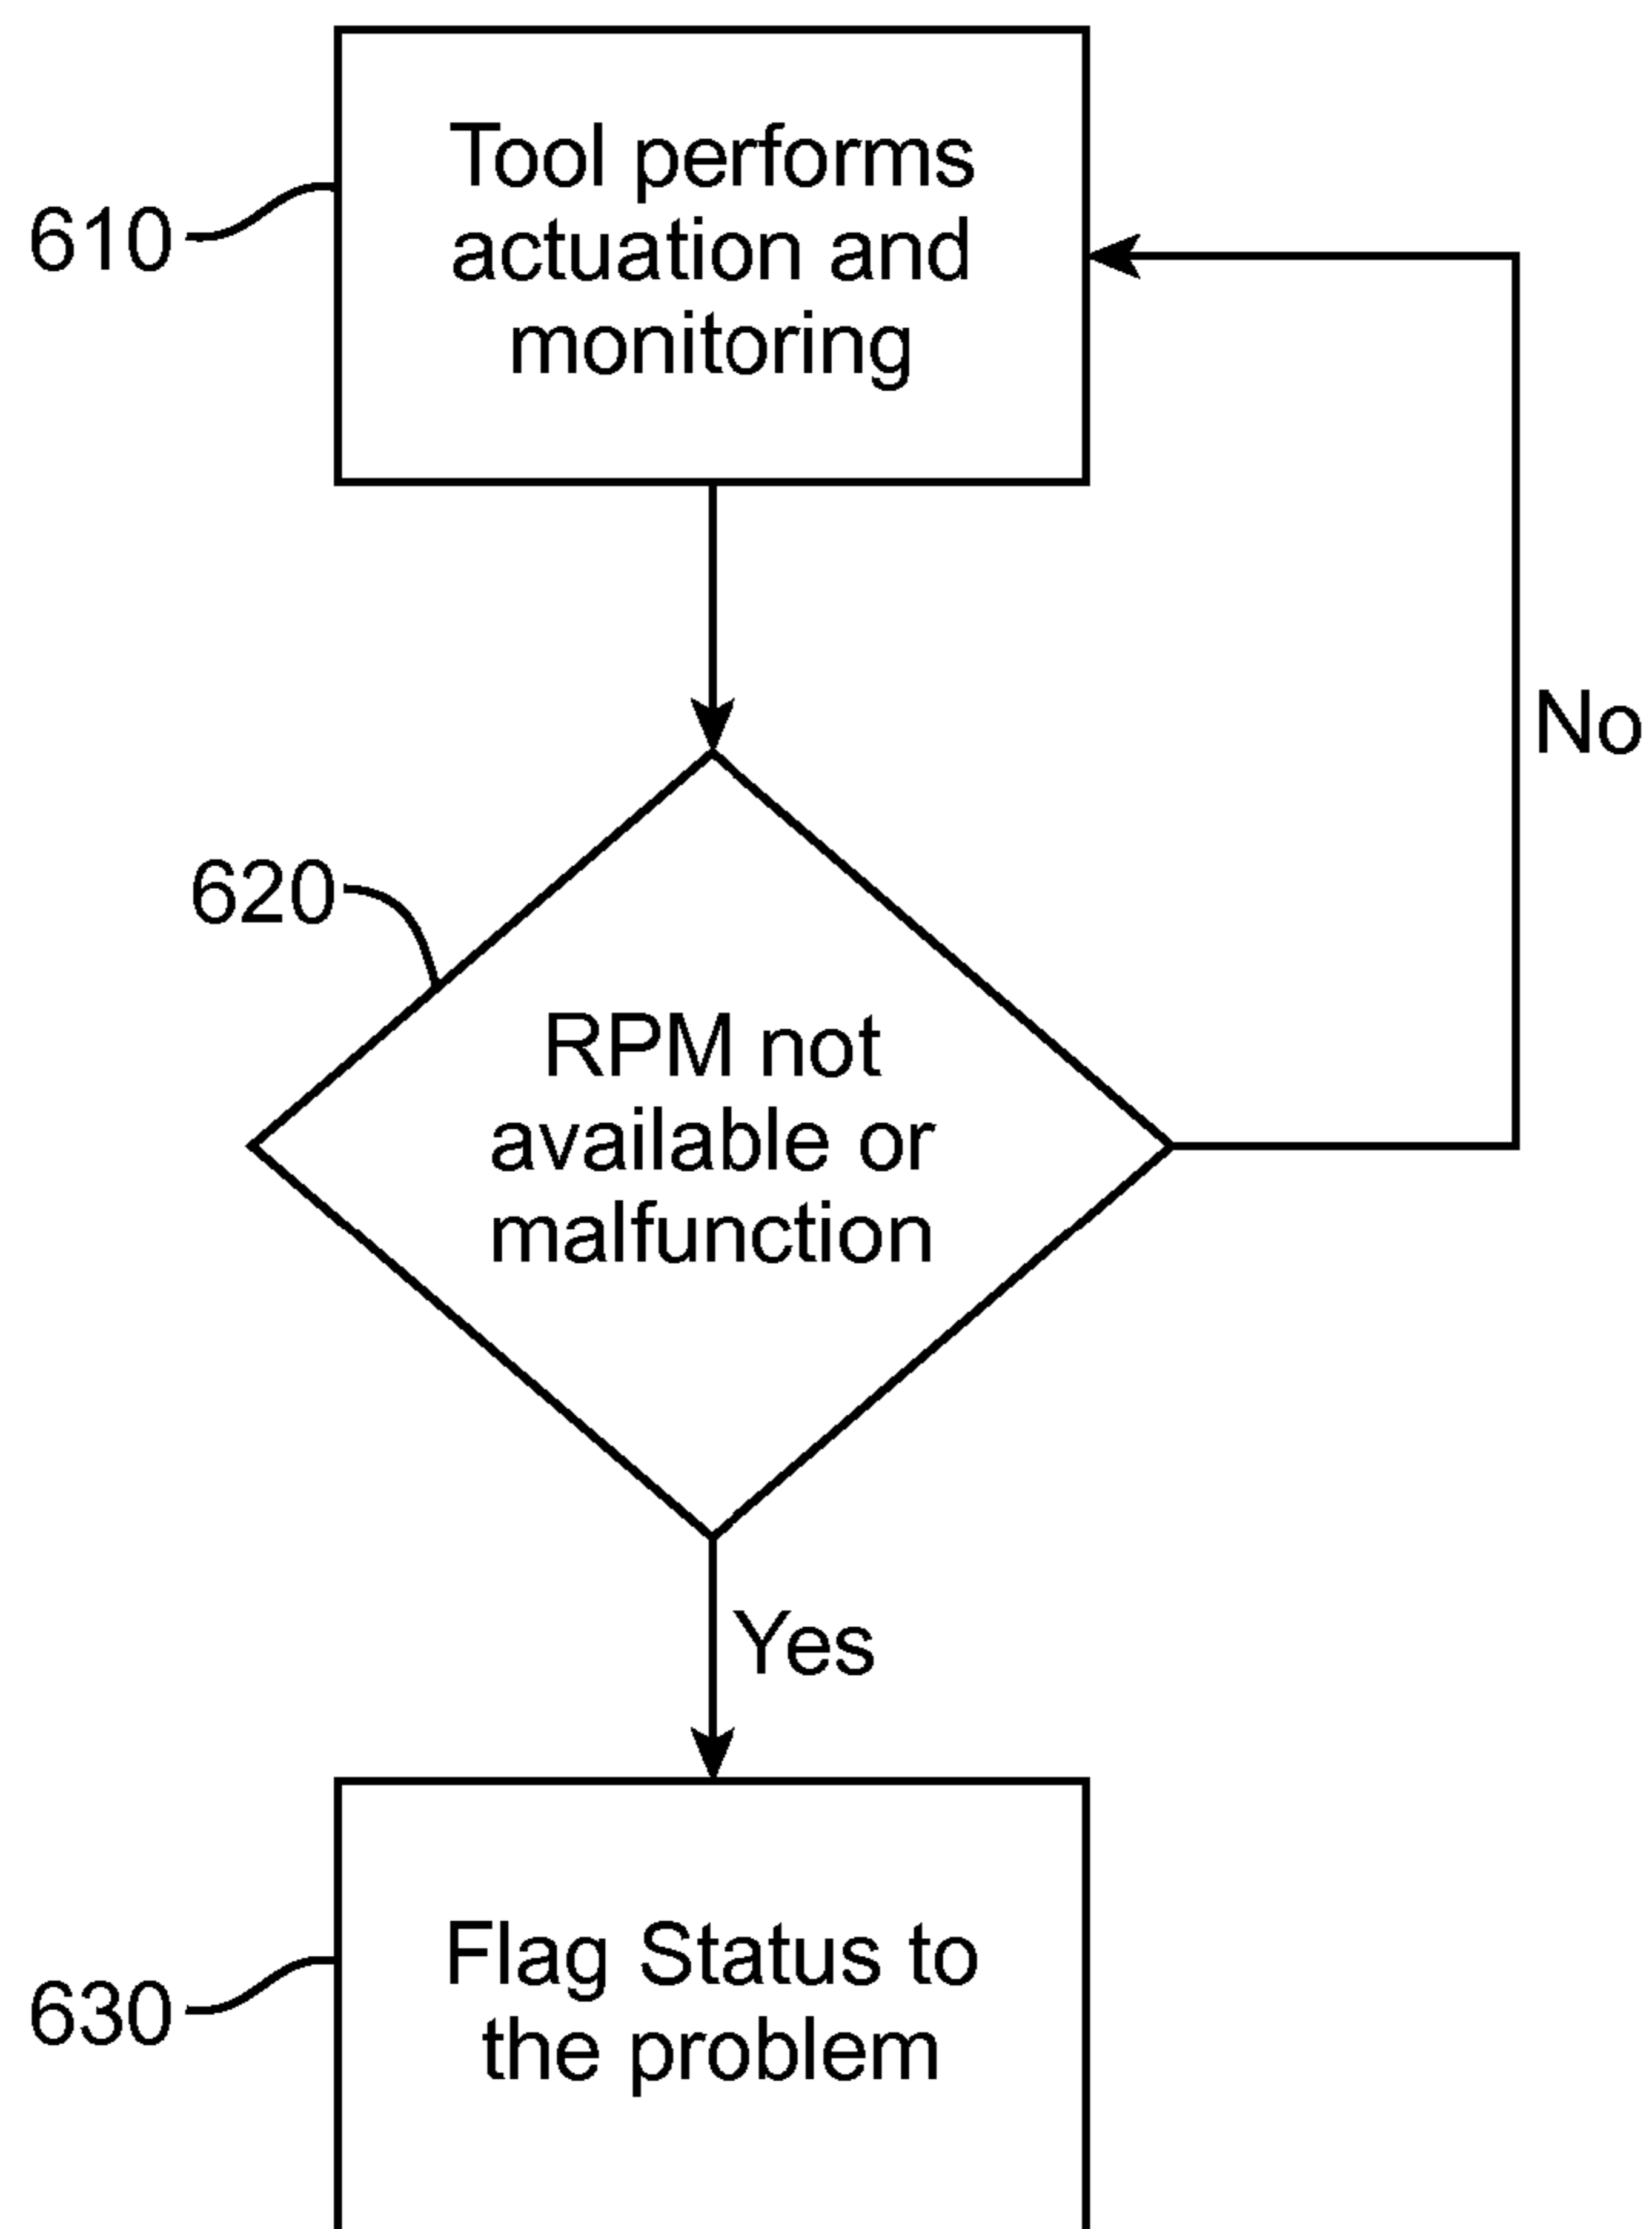 Tool performs
actuation and
monitoring
610
No
620
RPM not
available or
malfunction
Yes
Flag Status to
the problem
630